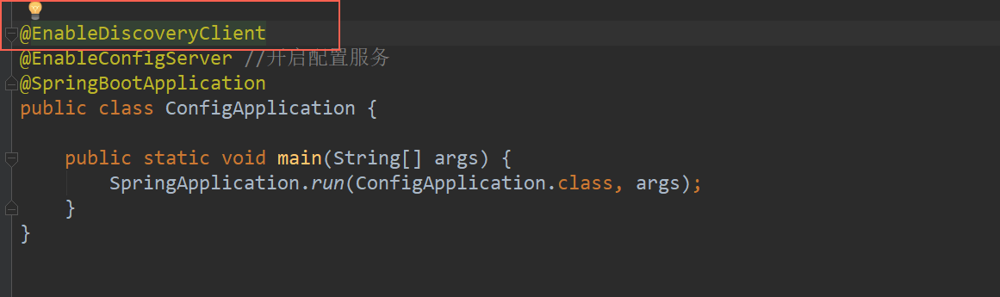 @EnableDiscoveryClient
@EnableConfigServer //开启配置服务
@SpringBootApplication
public class ConfigApplication {
    public static void main(String[] args) {
        SpringApplication.run(ConfigApplication.class, args);
    }
}